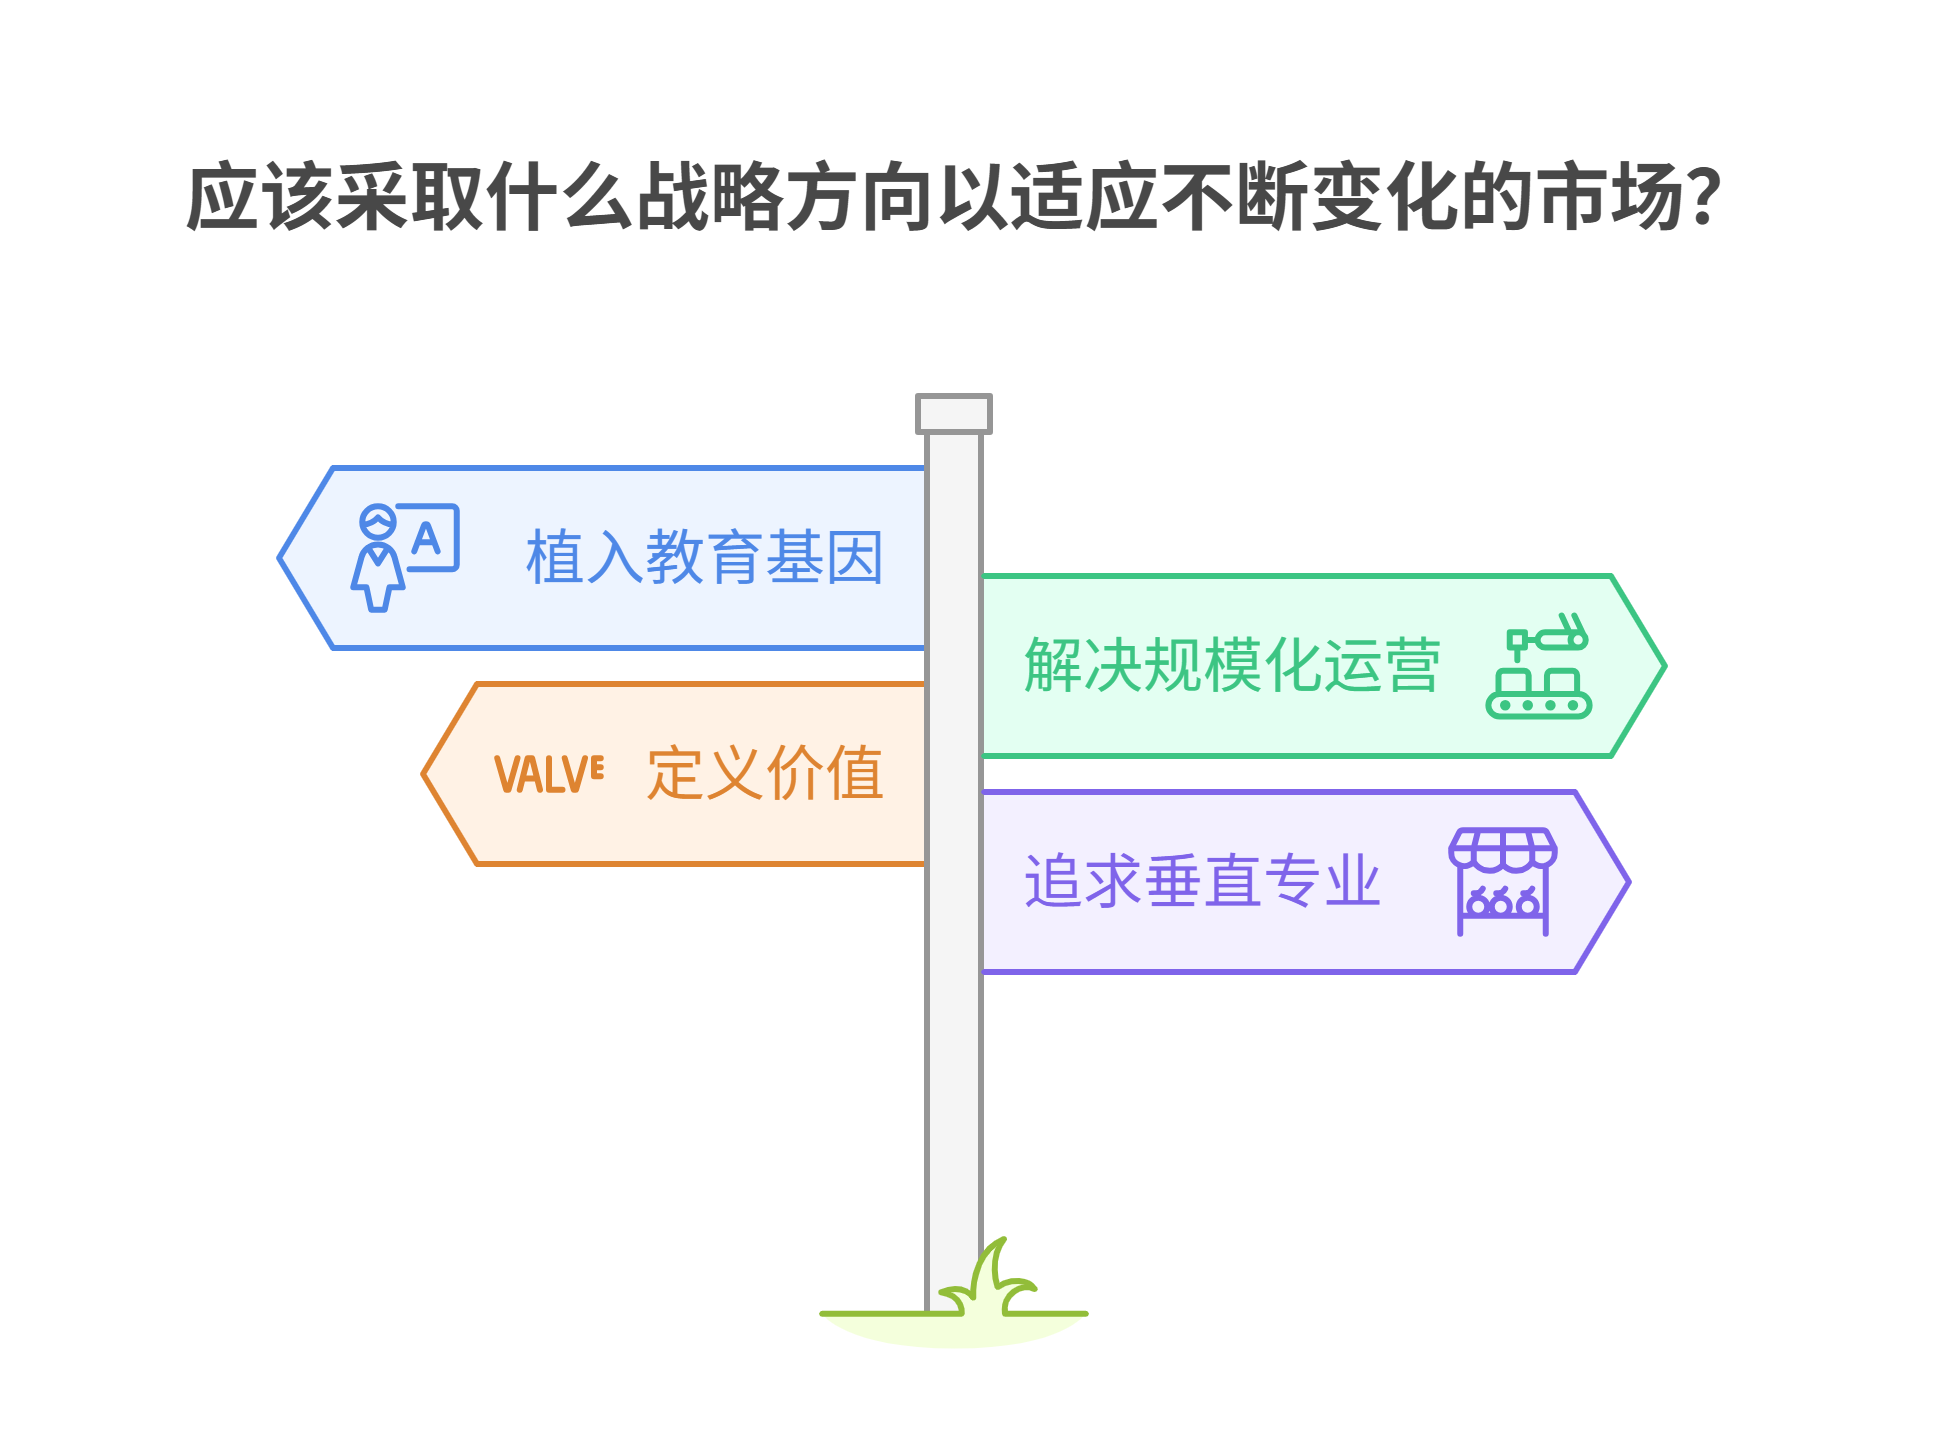 应该采取什么战略方向以适应不断变化的市场？
A
植入教育基因
解决规模化运营
VALVE
定义价值
追求垂直专业